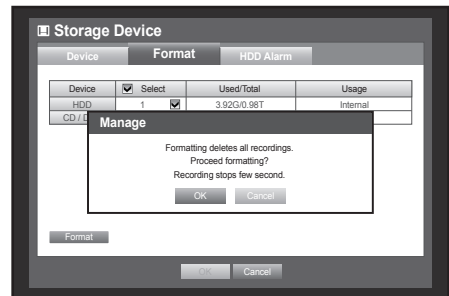 Storage Device
Device Format HDD Alarm
Device Select Used/Total Usage
HDD 1 3.92G/0.98T Internal
CD / D
Manage
Formatting deletes all recordings.
Proceed formatting?
Recording stops few second.
OK Cancel
Format
OK Cancel